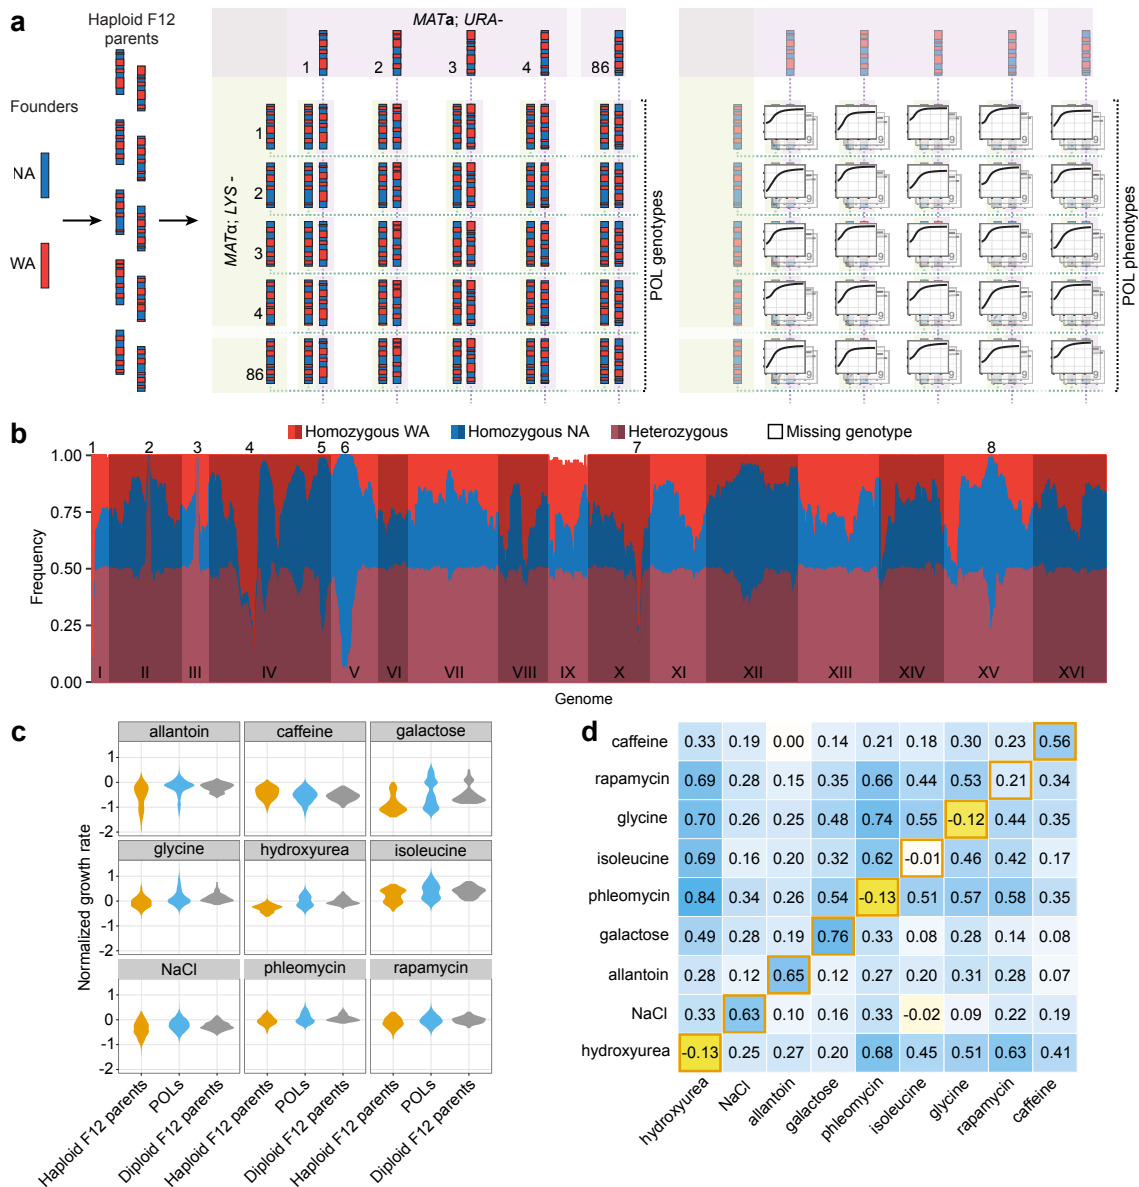 a
Haploid F12
parents
Founders
NA
WA
MATa; URA-
1 2 3 4 86
MATα; LYS -
1
2
3
4
86
POL genotypes
POL phenotypes
b
Homozygous WA Homozygous NA Heterozygous Missing genotype
1 2 3 4 5 6 7 8
Frequency
1.00
0.75
0.50
0.25
0.00
I II III IV V VI VII VIII IX X XI XII XIII XIV XV XVI
Genome
c
Normalized growth rate
allantoin caffeine galactose
1
0
-1
-2
glycine hydroxyurea isoleucine
1
0
-1
-2
NaCl phleomycin rapamycin
1
0
-1
-2
Haploid F12 parents
POLs
Diploid F12 parents
Haploid F12 parents
POLs
Diploid F12 parents
Haploid F12 parents
POLs
Diploid F12 parents
d
caffeine 0.33 0.19 0.00 0.14 0.21 0.18 0.30 0.23 0.56
rapamycin 0.69 0.28 0.15 0.35 0.66 0.44 0.53 0.21 0.34
glycine 0.70 0.26 0.25 0.48 0.74 0.55 -0.12 0.44 0.35
isoleucine 0.69 0.16 0.20 0.32 0.62 -0.01 0.46 0.42 0.17
phleomycin 0.84 0.34 0.26 0.54 -0.13 0.51 0.57 0.58 0.35
galactose 0.49 0.28 0.19 0.76 0.33 0.08 0.28 0.14 0.08
allantoin 0.28 0.12 0.65 0.12 0.27 0.20 0.31 0.28 0.07
NaCl 0.33 0.63 0.10 0.16 0.33 -0.02 0.09 0.22 0.19
hydroxyurea -0.13 0.25 0.27 0.20 0.68 0.45 0.51 0.63 0.41
hydroxyurea
NaCl
allantoin
galactose
phleomycin
isoleucine
glycine
rapamycin
caffeine